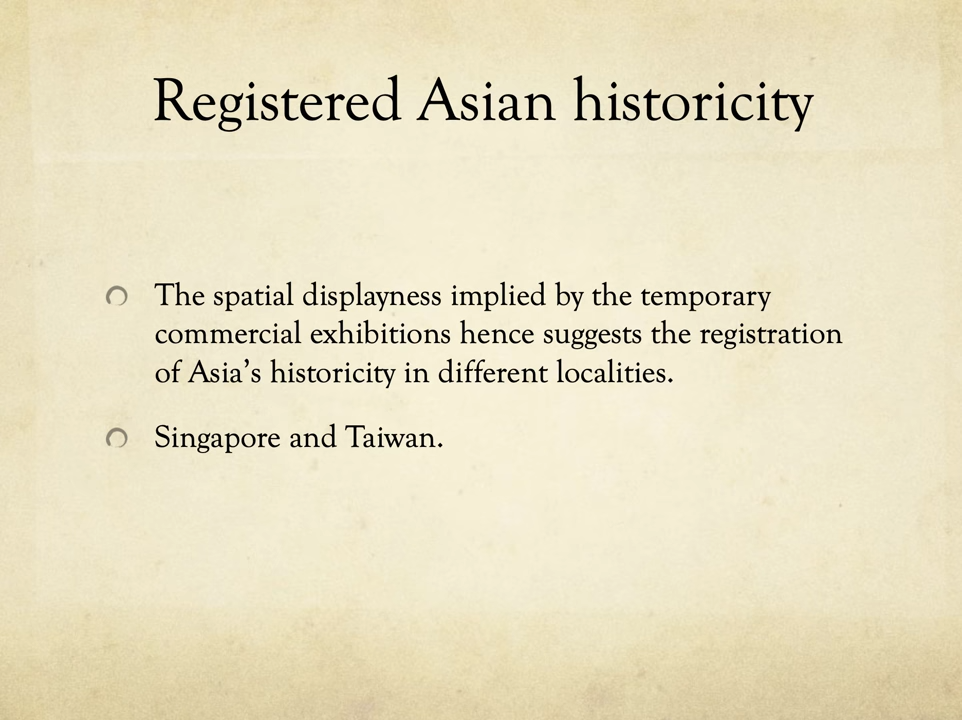 Registered Asian historicity
The spatial displayness implied by the temporary
commercial exhibitions hence suggests the registration
of Asia’s historicity in different localities.
Singapore and Taiwan.